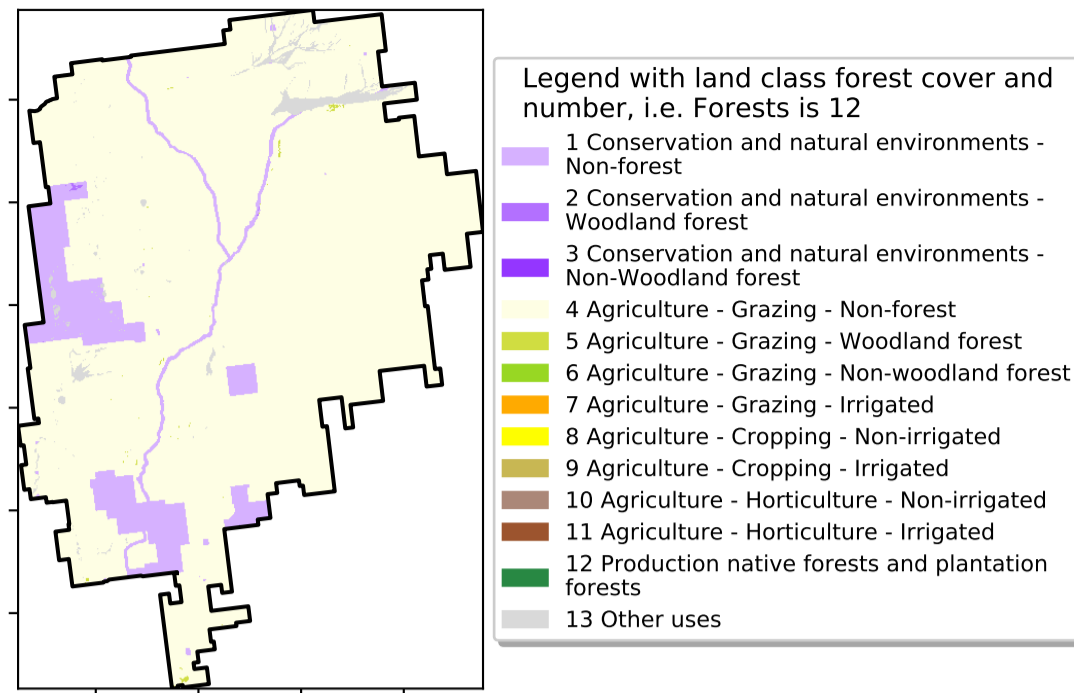 Legend with land class forest cover and
number, i.e. Forests is 12
1 Conservation and natural environments -
Non-forest
2 Conservation and natural environments -
Woodland forest
3 Conservation and natural environments -
Non-Woodland forest
4 Agriculture - Grazing - Non-forest
5 Agriculture - Grazing - Woodland forest
6 Agriculture - Grazing - Non-woodland forest
7 Agriculture - Grazing - Irrigated
8 Agriculture - Cropping - Non-irrigated
9 Agriculture - Cropping - Irrigated
10 Agriculture - Horticulture - Non-irrigated
11 Agriculture - Horticulture - Irrigated
12 Production native forests and plantation
forests
13 Other uses